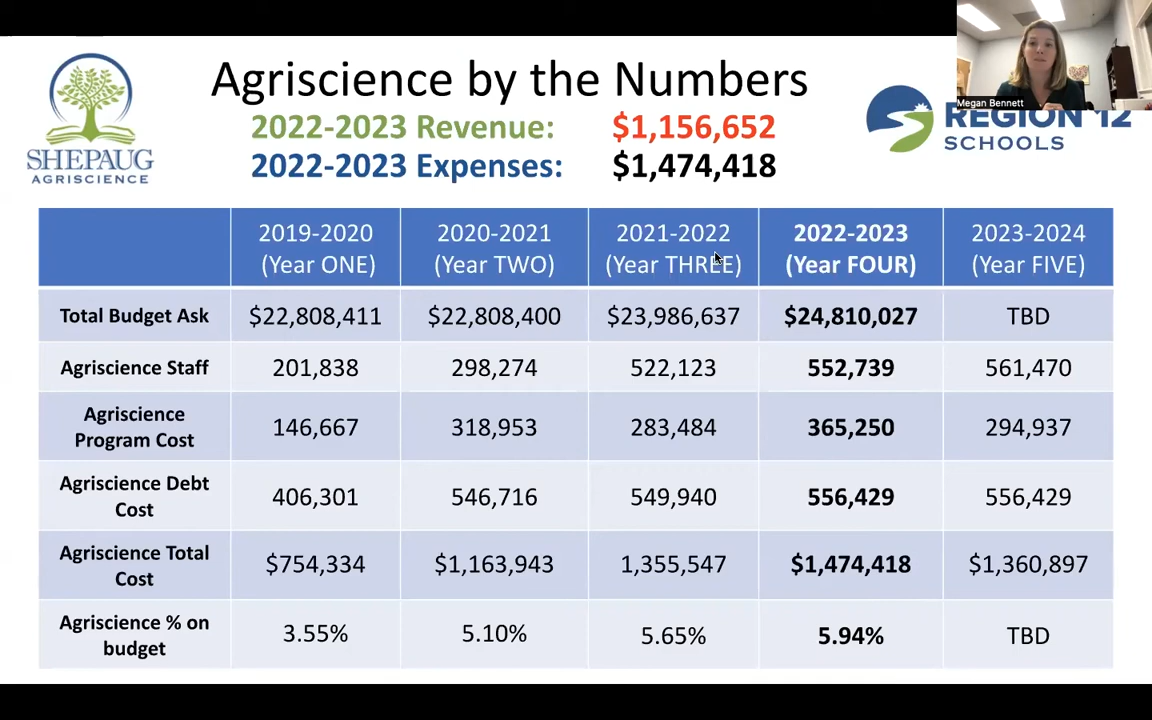 Agriscience by the Numbers
2022-2023 Revenue: $1,156,652
2022-2023 Expenses: $1,474,418
SHEPAUG
AGRISCIENCE
Megan Bennett
REGION 12
SCHOOLS
2019-2020 2020-2021 2021-2022 2022-2023 2023-2024
(Year ONE) (Year TWO) (Year THREE) (Year FOUR) (Year FIVE)
Total Budget Ask $22,808,411 $22,808,400 $23,986,637 $24,810,027 TBD
Agriscience Staff 201,838 298,274 522,123 552,739 561,470
Agriscience
Program Cost 146,667 318,953 283,484 365,250 294,937
Agriscience Debt
Cost 406,301 546,716 549,940 556,429 556,429
Agriscience Total
Cost $754,334 $1,163,943 1,355,547 $1,474,418 $1,360,897
Agriscience % on
budget 3.55% 5.10% 5.65% 5.94% TBD